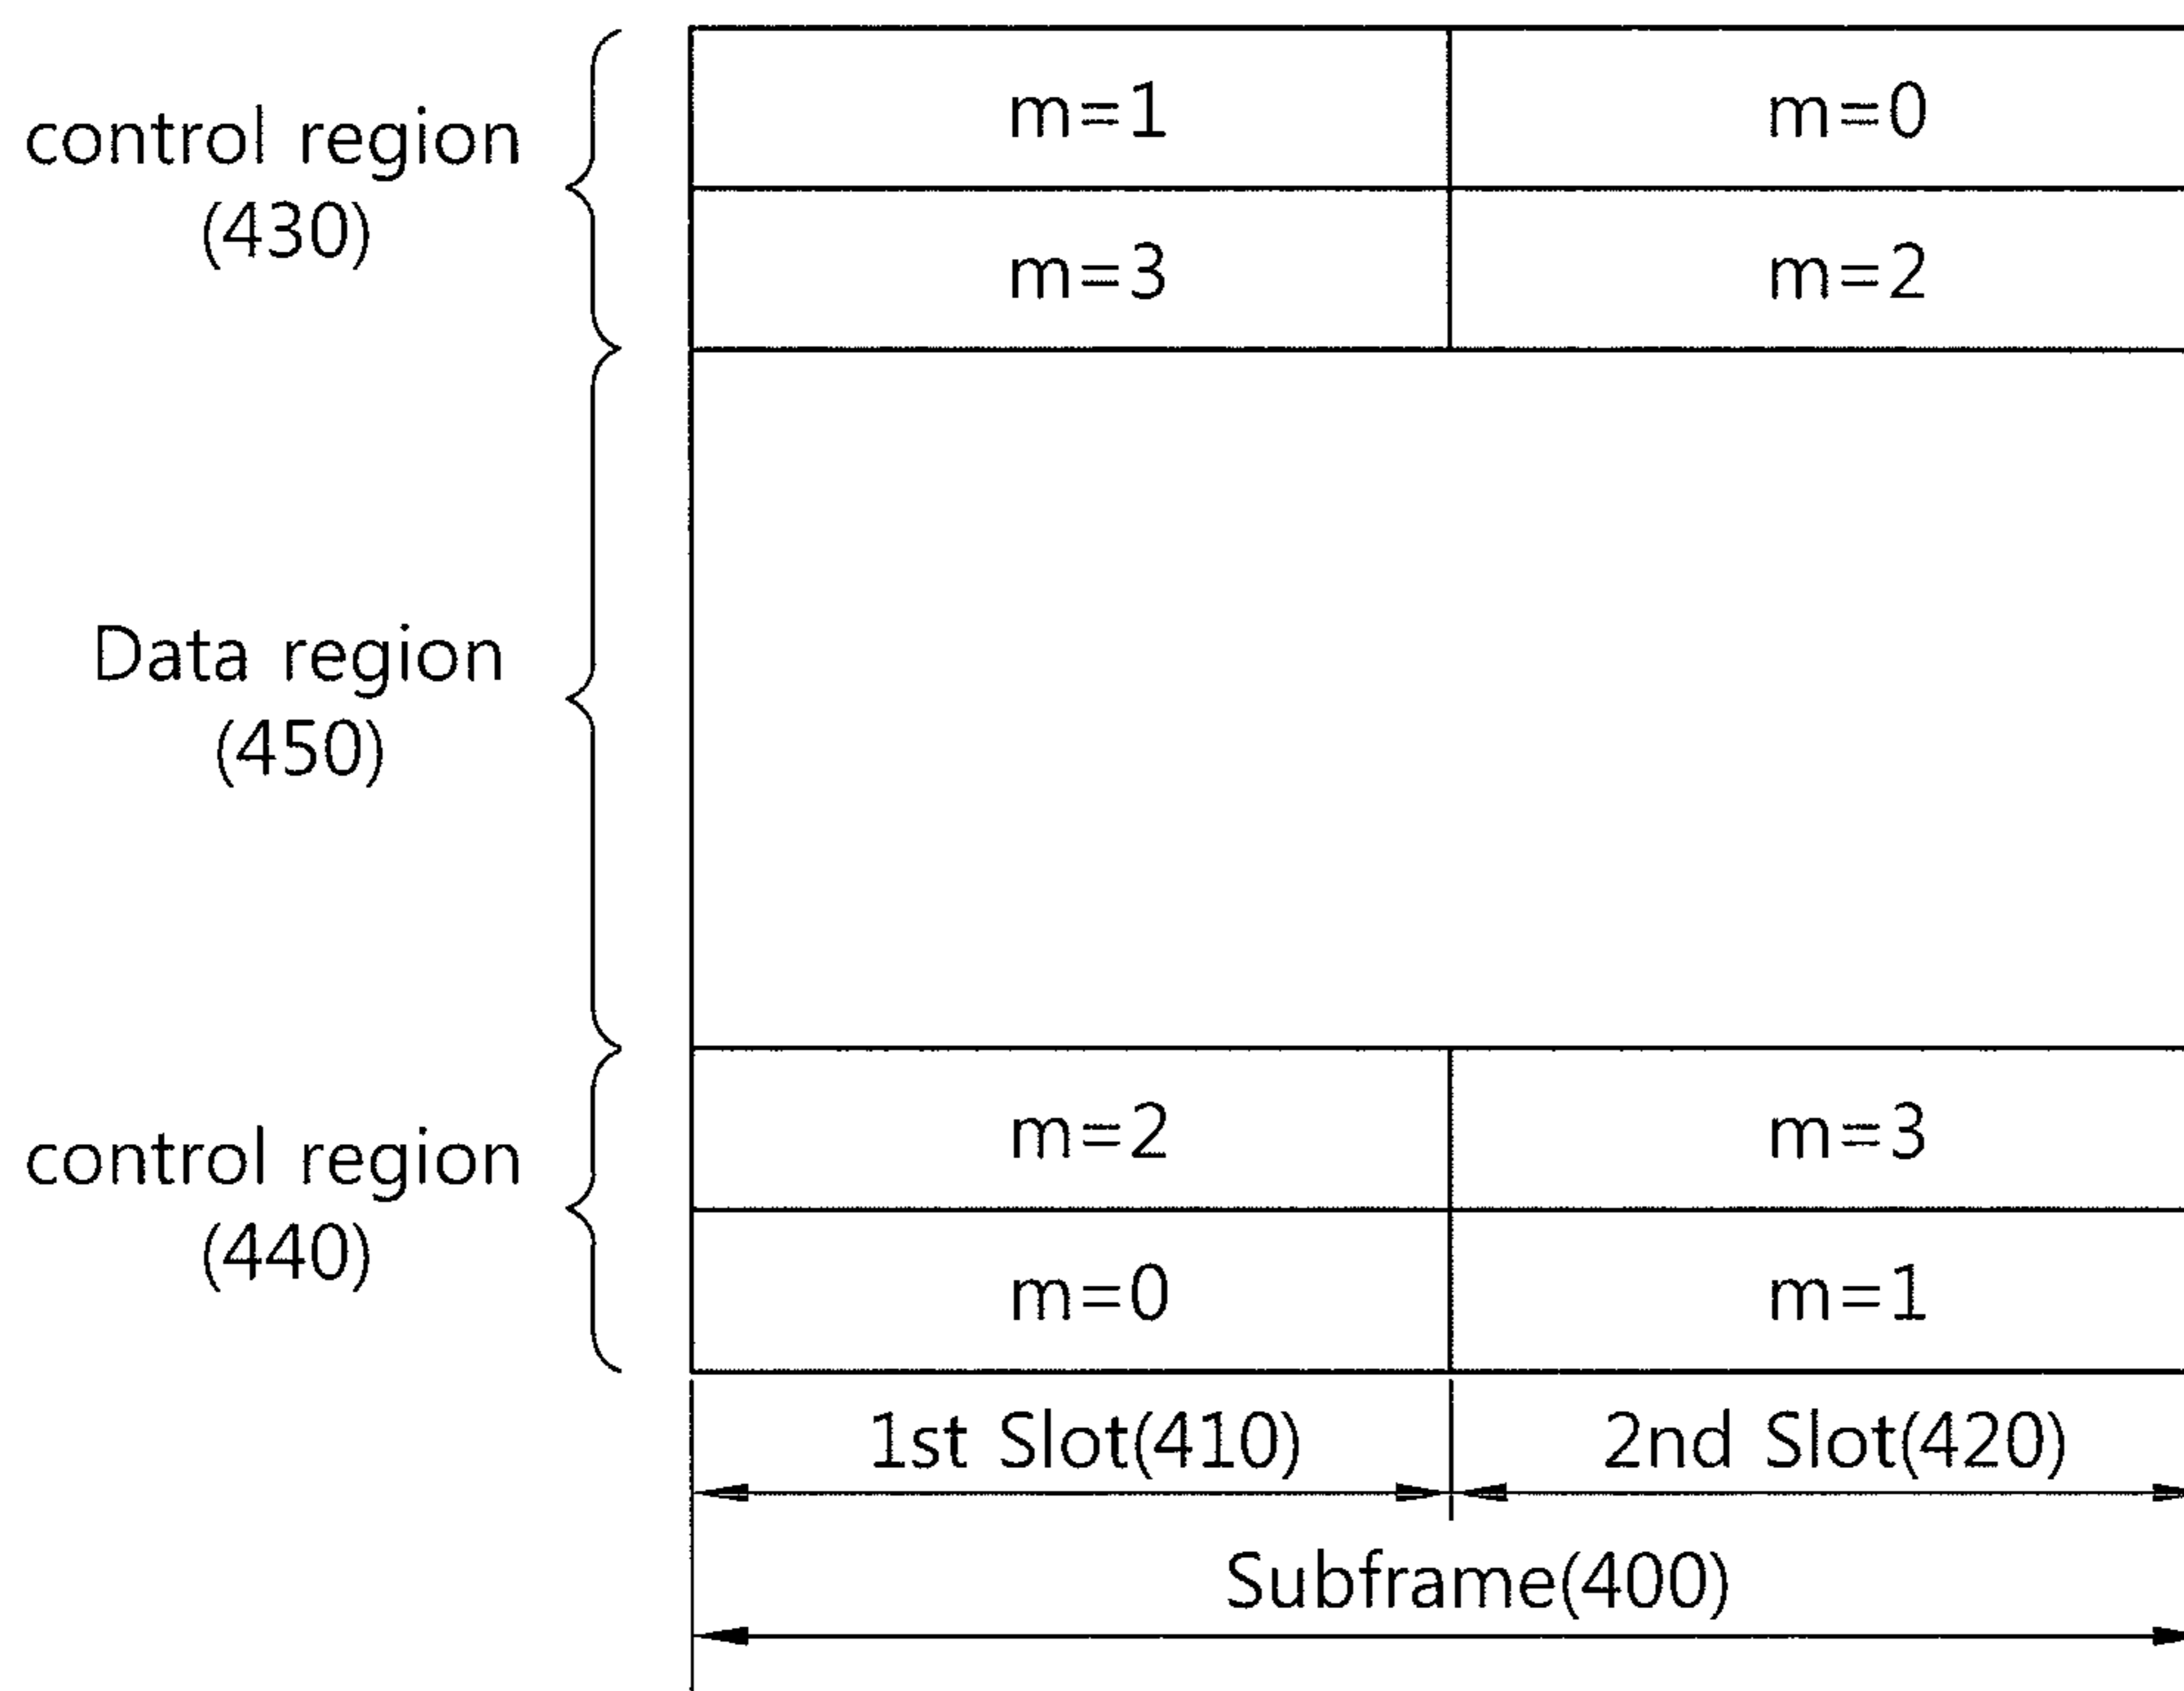 control region
(430)
m=1
m=0
m=3
m=2
Data region
(450)
control region
(440)
m=2
m=3
m=0
m=1
1st Slot(410)
2nd Slot(420)
Subframe(400)